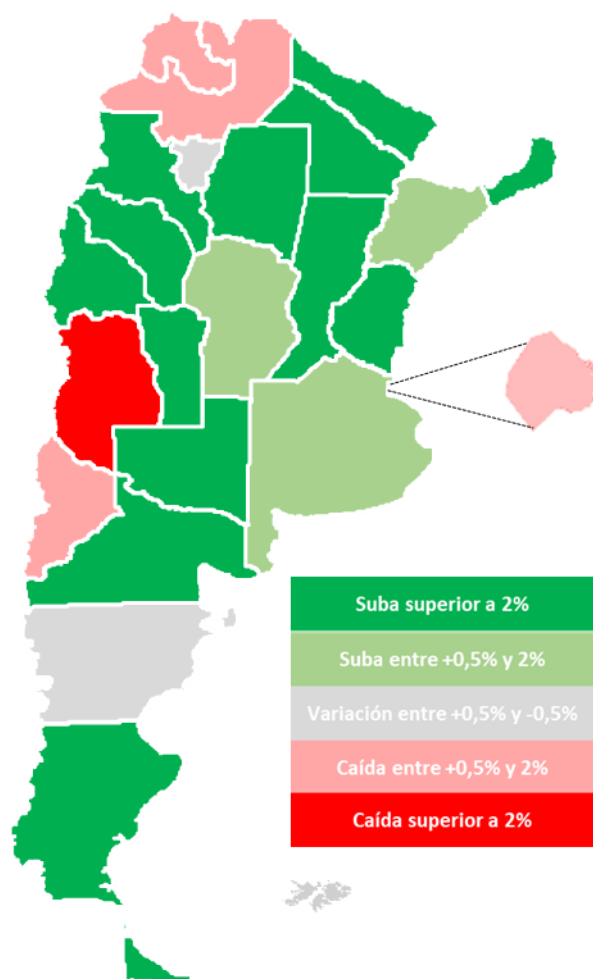 Suba superior a 2%
Suba entre +0,5% y 2%
Variación entre +0,5% y -0,5%
Caída entre +0,5% y 2%
Caída superior a 2%